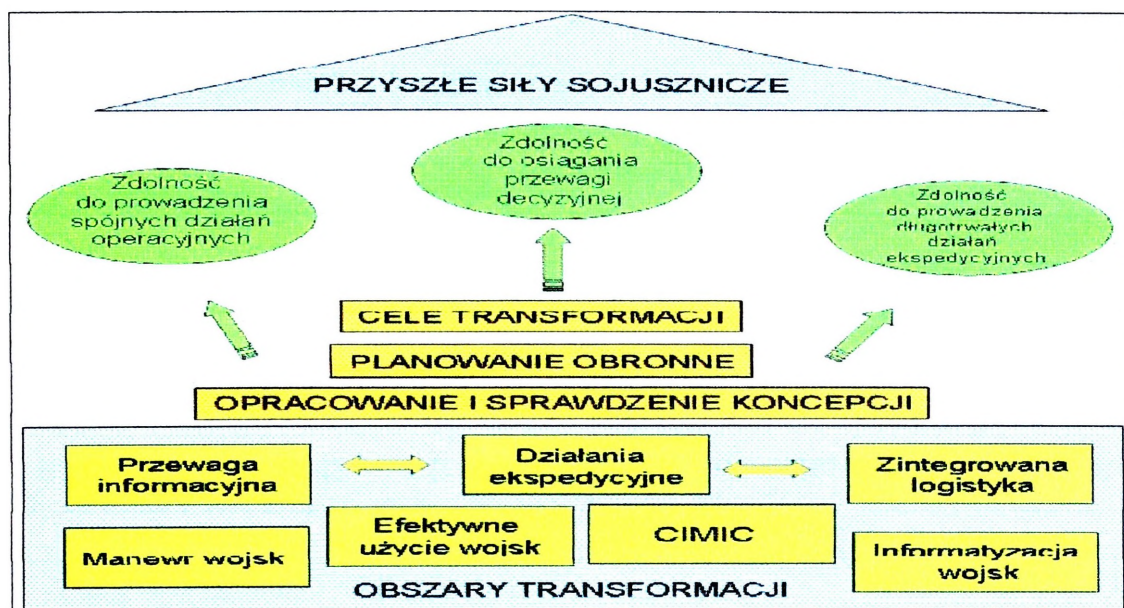 PRZYSZŁE SIŁY SOJUSZNICZE
Zdolność
do osiągania
przewagi
decyzyjnej
Zdolność
do prowadzenia
spójnych działań
operacyjnych
Zdolność
do prowadzenia
długotrwałych
działań
ekspedycyjnych
CELE TRANSFORMACJI
PLANOWANIE OBRONNE
OPRACOWANIE I SPRAWDZENIE KONCEPCJI
Przewaga
informacyjna
Działania
ekspedycyjne
Zintegrowana
logistyka
Manewr wojsk
Efektywne
użycie wojsk
CIMIC
Informatyzacja
wojsk
OBSZARY TRANSFORMACJI